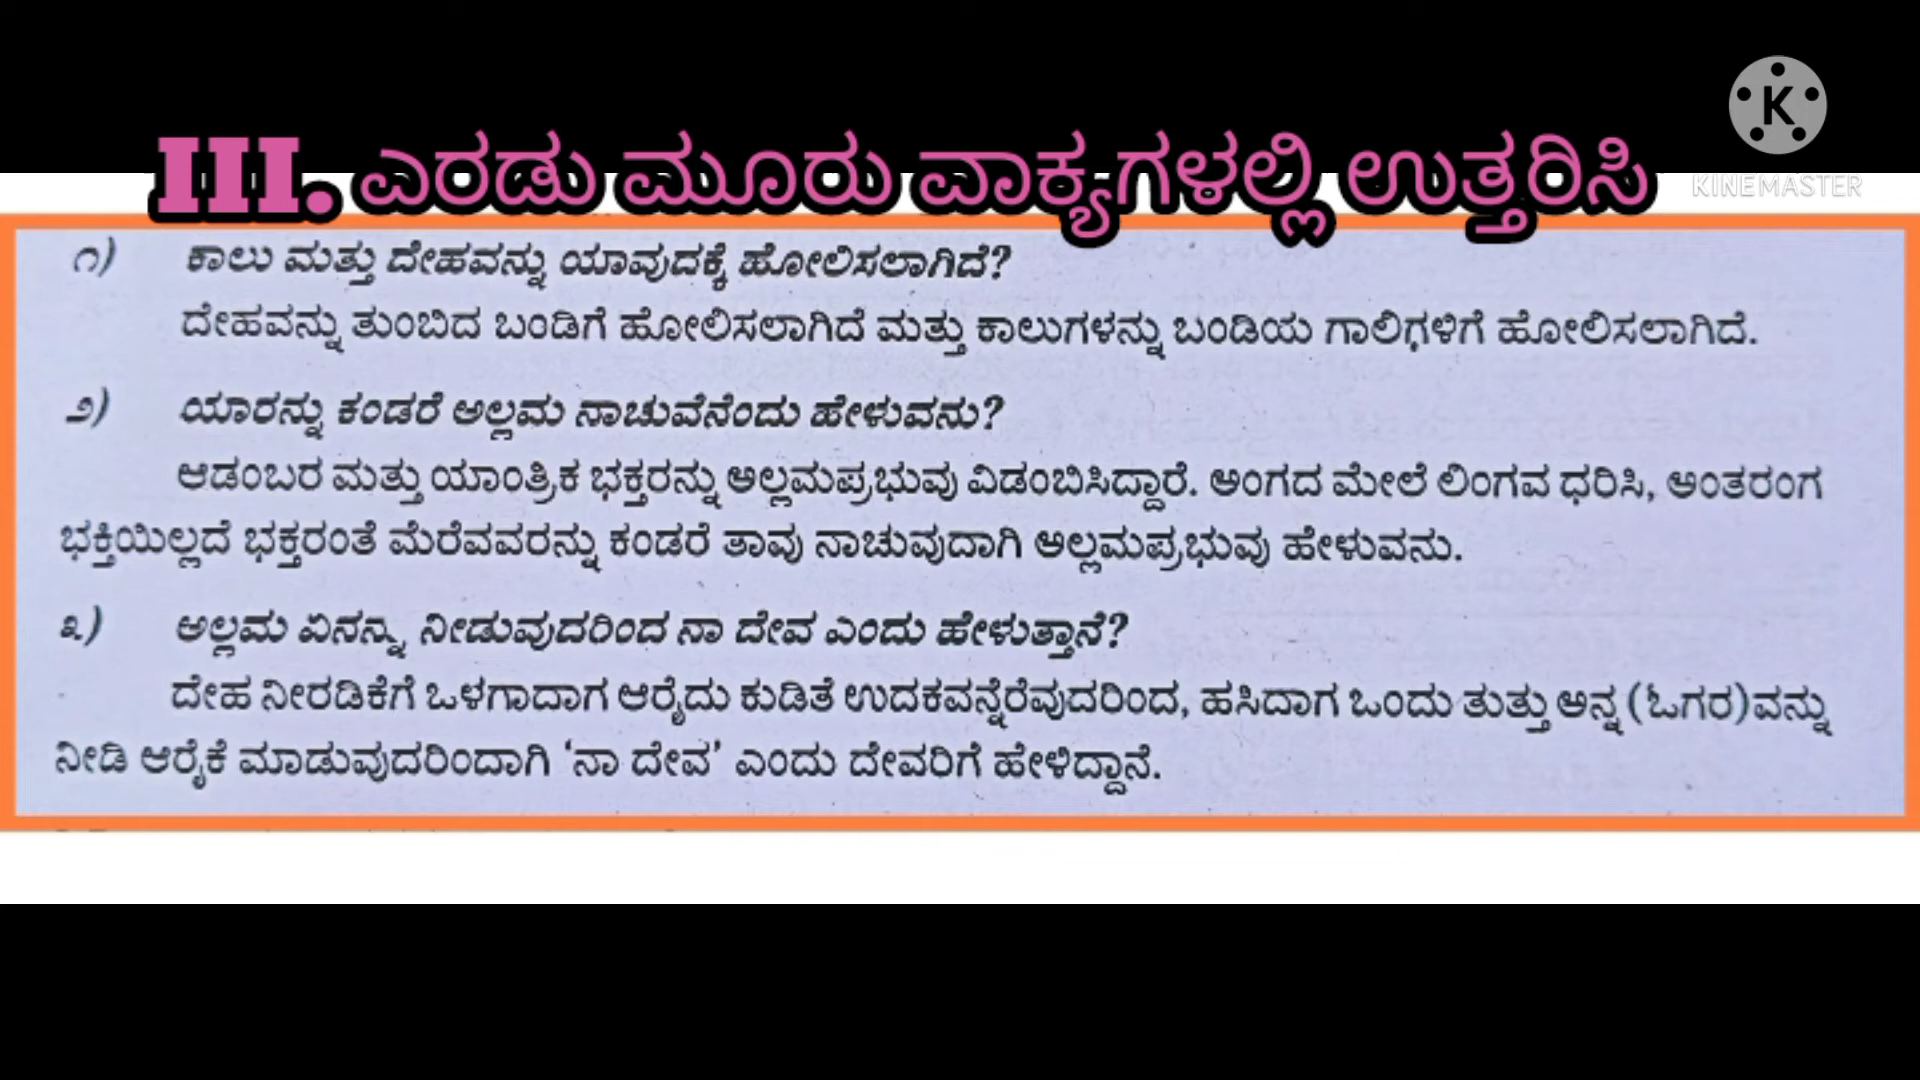 K
KINEMASTER
III. ಎರಡು ಮೂರು ವಾಕ್ಯಗಳಲ್ಲಿ ಉತ್ತರಿಸಿ
೧) ಕಾಲು ಮತ್ತು ದೇಹವನ್ನು ಯಾವುದಕ್ಕೆ ಹೋಲಿಸಲಾಗಿದೆ?
ದೇಹವನ್ನು ತುಂಬಿದ ಬಂಡಿಗೆ ಹೋಲಿಸಲಾಗಿದೆ ಮತ್ತು ಕಾಲುಗಳನ್ನು ಬಂಡಿಯ ಗಾಲಿಗಳಿಗೆ ಹೋಲಿಸಲಾಗಿದೆ.
೨) ಯಾರನ್ನು ಕಂಡರೆ ಅಲ್ಲಮ ನಾಚುವೆನೆಂದು ಹೇಳುವನು?
ಆಡಂಬರ ಮತ್ತು ಯಾಂತ್ರಿಕ ಭಕ್ತರನ್ನು ಅಲ್ಲಮಪ್ರಭುವು ವಿಡಂಬಿಸಿದ್ದಾರೆ. ಅಂಗದ ಮೇಲೆ ಲಿಂಗವ ಧರಿಸಿ, ಅಂತರಂಗ
ಭಕ್ತಿಯಿಲ್ಲದೆ ಭಕ್ತರಂತೆ ಮೆರೆವವರನ್ನು ಕಂಡರೆ ತಾವು ನಾಚುವುದಾಗಿ ಅಲ್ಲಮಪ್ರಭುವು ಹೇಳುವನು.
೩) ಅಲ್ಲಮ ಏನನ್ನು ನೀಡುವುದರಿಂದ ನಾ ದೇವ ಎಂದು ಹೇಳುತ್ತಾನೆ?
ದೇಹ ನೀರಡಿಕೆಗೆ ಒಳಗಾದಾಗ ಆರೈದು ಕುಡಿತೆ ಉದಕವನ್ನೆರೆವುದರಿಂದ, ಹಸಿದಾಗ ಒಂದು ತುತ್ತು ಅನ್ನ(ಓಗರ)ವನ್ನು
ನೀಡಿ ಆರೈಕೆ ಮಾಡುವುದರಿಂದಾಗಿ ‘ನಾ ದೇವ’ ಎಂದು ದೇವರಿಗೆ ಹೇಳಿದ್ದಾನೆ.